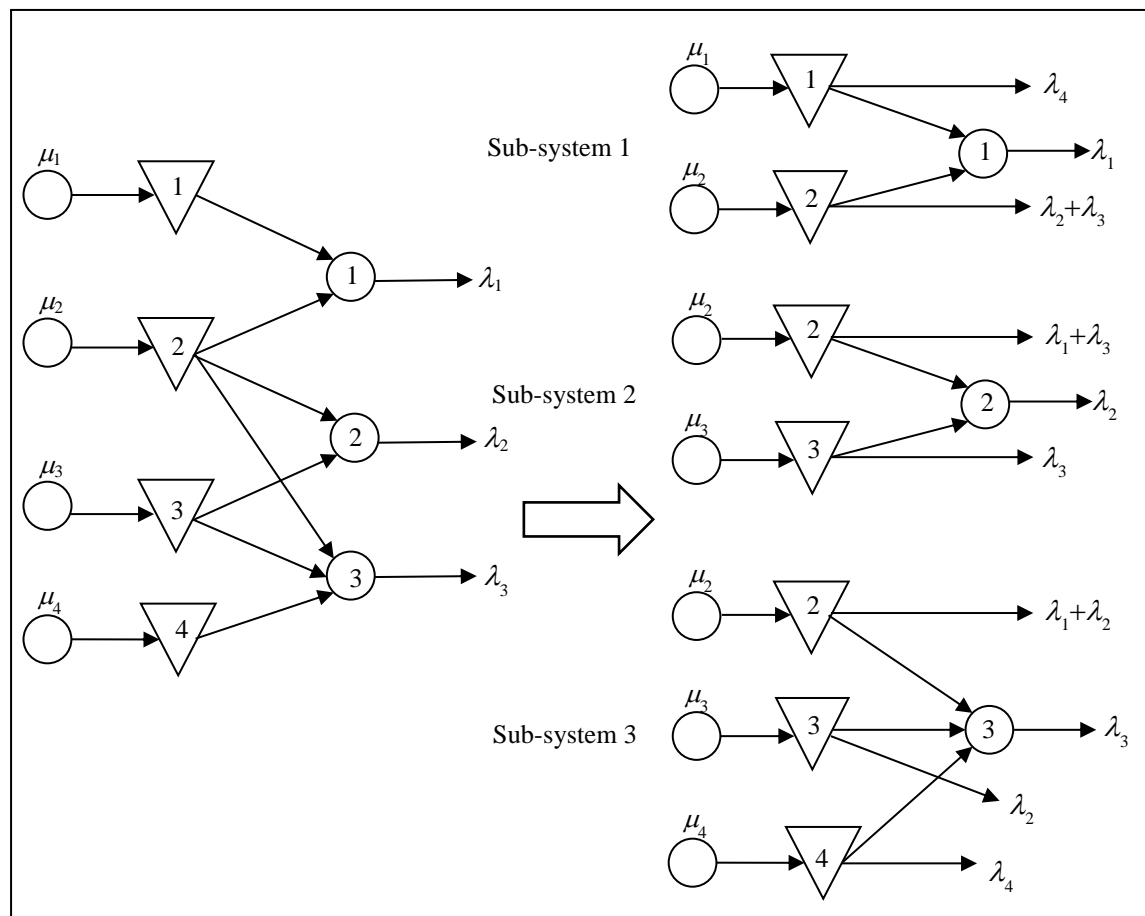 μ₁
1
μ₂
2
μ₃
3
μ₄
4
1
λ₁
2
λ₂
3
λ₃
Sub-system 1
μ₁
1
λ₄
1
λ₁
μ₂
2
λ₂+λ₃
Sub-system 2
μ₂
2
λ₁+λ₃
2
λ₂
μ₃
3
λ₃
Sub-system 3
μ₂
2
λ₁+λ₂
μ₃
3
3
λ₃
λ₂
μ₄
4
λ₄